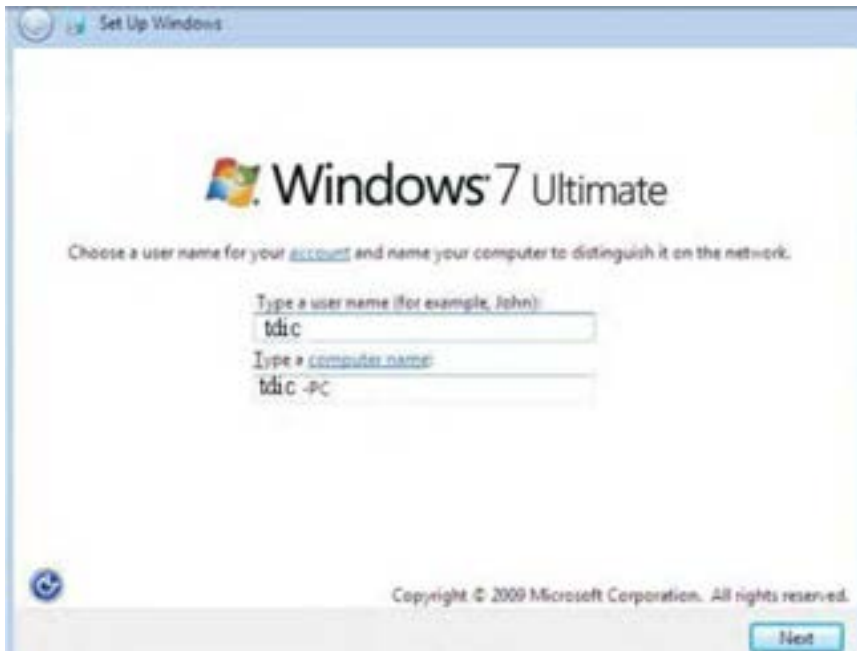 Set Up Windows
Windows 7 Ultimate
Choose a user name for your account and name your computer to distinguish it on the network.
Type a user name (for example, John):
tdic
Type a computer name:
tdic -PC
Copyright © 2009 Microsoft Corporation. All rights reserved.
Next